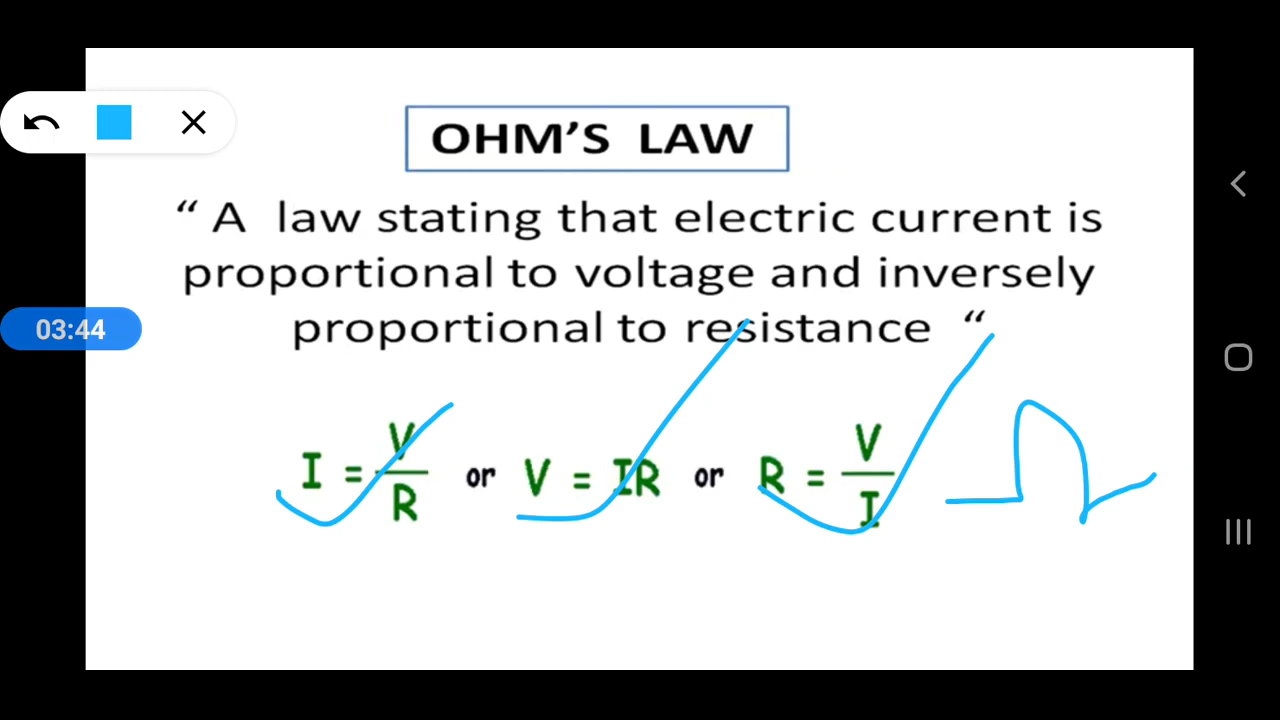 OHM’S LAW
“ A law stating that electric current is
proportional to voltage and inversely
03:44
proportional to resistance “
I = V/R or V = IR or R = V/I Ω